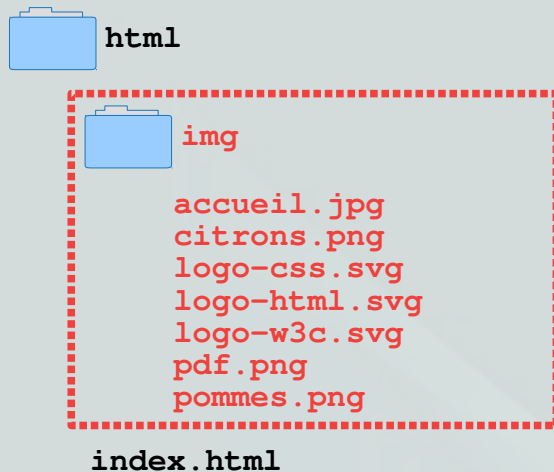 html
img
accueil.jpg
citrons.png
logo-css.svg
logo-html.svg
logo-w3c.svg
pdf.png
pommes.png
index.html